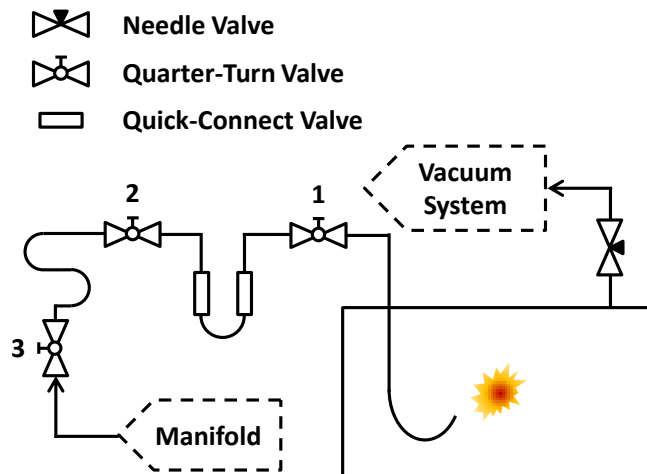 Needle Valve
Quarter-Turn Valve
Quick-Connect Valve
Vacuum
System
2
1
3
Manifold